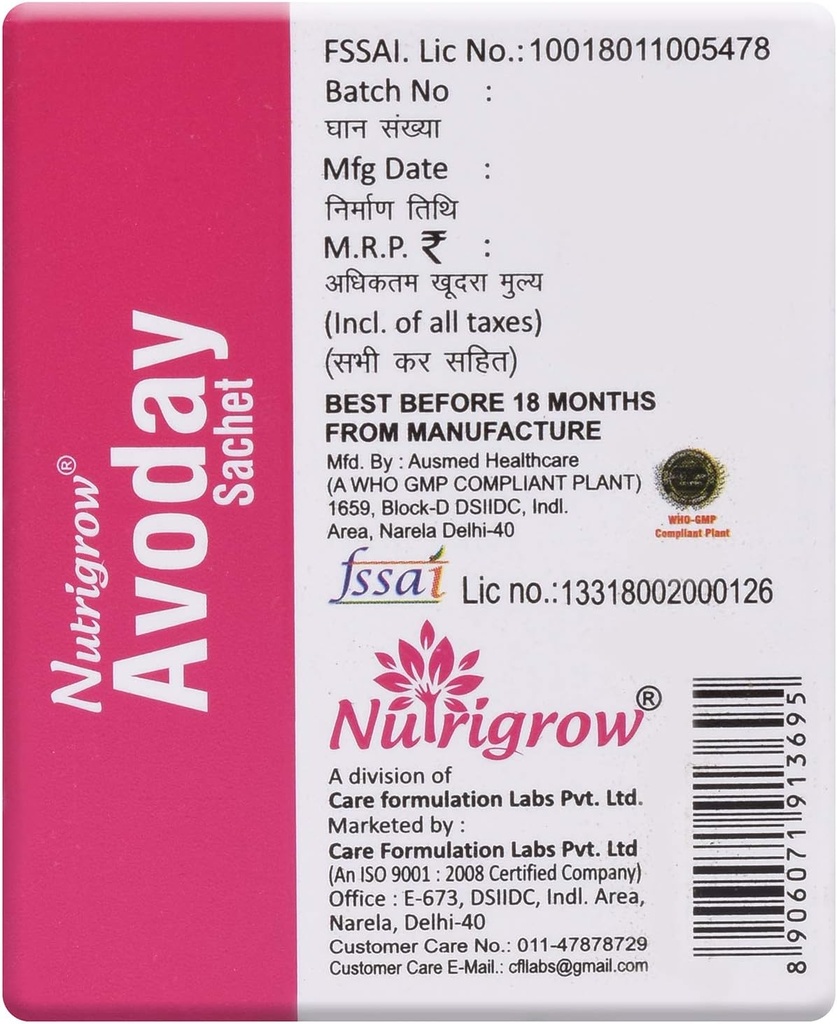 Nutrigrow®
Avoday
Sachet
FSSAI. Lic No.: 10018011005478
Batch No :
घान संख्या
Mfg Date :
निर्माण तिथि
M.R.P. ₹ :
अधिकतम खूदरा मुल्य
(Incl. of all taxes)
(सभी कर सहित)
BEST BEFORE 18 MONTHS
FROM MANUFACTURE
Mfd. By : Ausmed Healthcare
(A WHO GMP COMPLIANT PLANT)
1659, Block-D DSIIDC, Indl.
Area, Narela Delhi-40
WHO-GMP
Compliant Plant
fssai Lic no.:13318002000126
Nutrigrow®
A division of
Care formulation Labs Pvt. Ltd.
Marketed by :
Care Formulation Labs Pvt. Ltd
(An ISO 9001 : 2008 Certified Company)
Office : E-673, DSIIDC, Indl. Area,
Narela, Delhi-40
Customer Care No.: 011-47878729
Customer Care E-Mail.: cfllabs@gmail.com
8 906071 913695